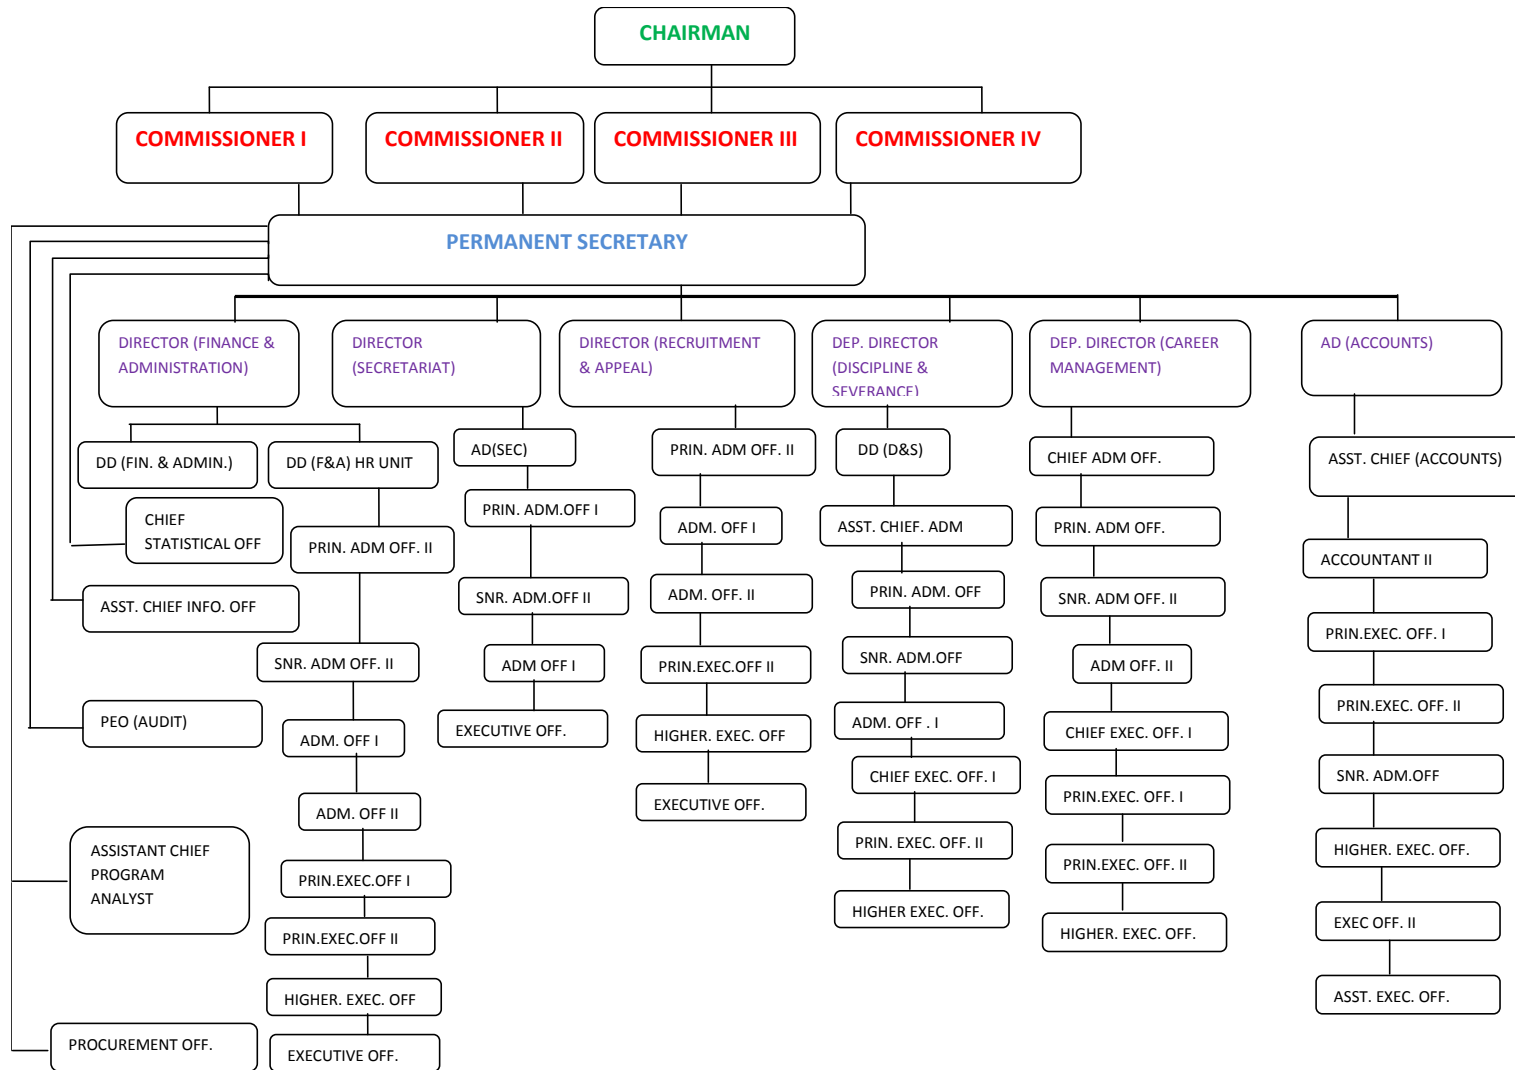 CHAIRMAN
COMMISSIONER I
COMMISSIONER II
COMMISSIONER III
COMMISSIONER IV
PERMANENT SECRETARY
DIRECTOR (FINANCE &
ADMINISTRATION)
DIRECTOR
(SECRETARIAT)
DIRECTOR (RECRUITMENT
& APPEAL)
DEP. DIRECTOR
(DISCIPLINE &
SEVERANCE)
DEP. DIRECTOR (CAREER
MANAGEMENT)
AD (ACCOUNTS)
DD (FIN. & ADMIN.)
DD (F&A) HR UNIT
PRIN. ADM OFF. II
SNR. ADM OFF. II
ADM. OFF I
ADM. OFF II
PRIN.EXEC.OFF I
PRIN.EXEC.OFF II
HIGHER. EXEC. OFF
EXECUTIVE OFF.
CHIEF
STATISTICAL OFF
ASST. CHIEF INFO. OFF
PEO (AUDIT)
ASSISTANT CHIEF
PROGRAM
ANALYST
PROCUREMENT OFF.
AD(SEC)
PRIN. ADM.OFF I
SNR. ADM.OFF II
ADM OFF I
EXECUTIVE OFF.
PRIN. ADM OFF. II
ADM. OFF I
ADM. OFF. II
PRIN.EXEC.OFF II
HIGHER. EXEC. OFF
EXECUTIVE OFF.
DD (D&S)
ASST. CHIEF. ADM
PRIN. ADM. OFF
SNR. ADM.OFF
ADM. OFF . I
CHIEF EXEC. OFF. I
PRIN. EXEC. OFF. II
HIGHER EXEC. OFF.
CHIEF ADM OFF.
PRIN. ADM OFF.
SNR. ADM OFF. II
ADM OFF. II
CHIEF EXEC. OFF. I
PRIN.EXEC. OFF. I
PRIN.EXEC. OFF. II
HIGHER. EXEC. OFF.
ASST. CHIEF (ACCOUNTS)
ACCOUNTANT II
PRIN.EXEC. OFF. I
PRIN.EXEC. OFF. II
SNR. ADM.OFF
HIGHER. EXEC. OFF.
EXEC OFF. II
ASST. EXEC. OFF.